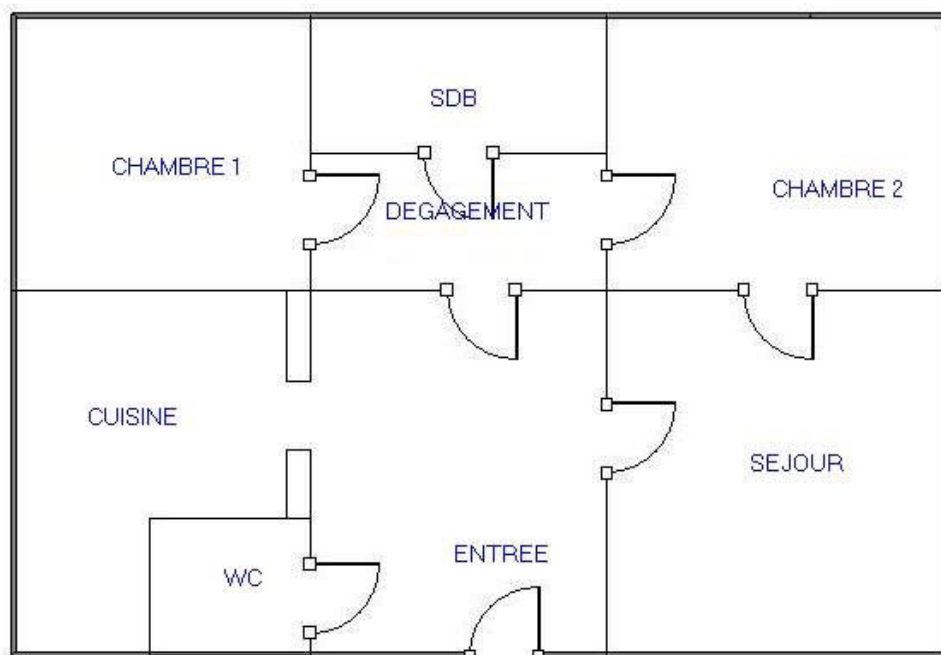 SDB
CHAMBRE 1
CHAMBRE 2
DEGAGEMENT
CUISINE
SEJOUR
ENTREE
WC